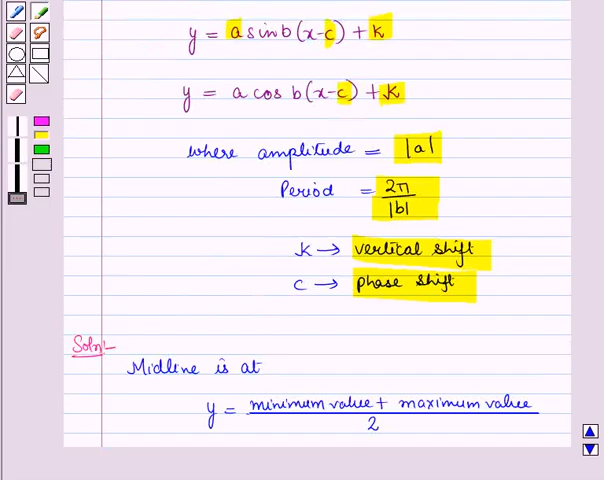 y = a sin b(x-c) + k
y = a cos b(x-c) + k
where amplitude = |a|
Period = 2π/|b|
k → vertical shift
c → phase shift
Soln:-
Midline is at
y = minimum value + maximum value / 2